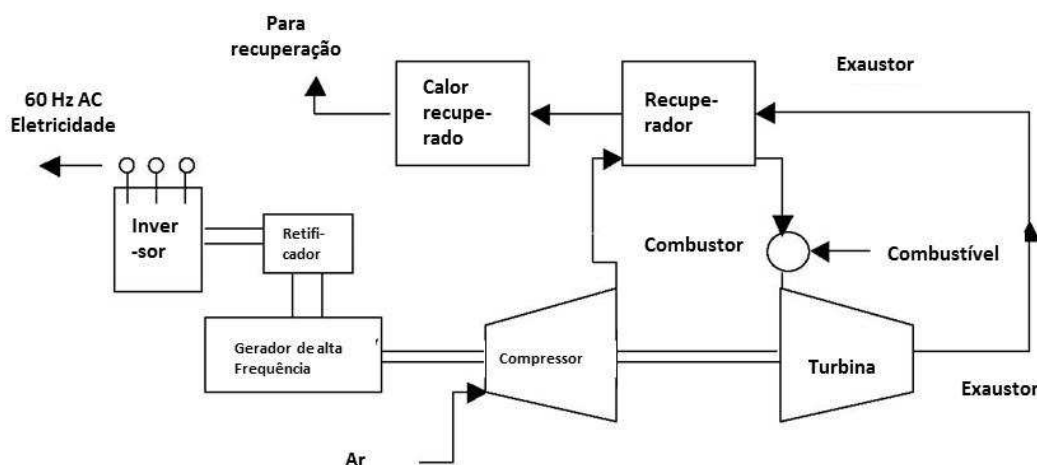 Para
recuperação
Exaustor
60 Hz AC
Eletricidade
Calor
recupe-
rado
Recupe-
rador
Inver
-sor
Retifi-
cador
Combustor
Combustível
Gerador de alta
Frequência
Compressor
Turbina
Exaustor
Ar